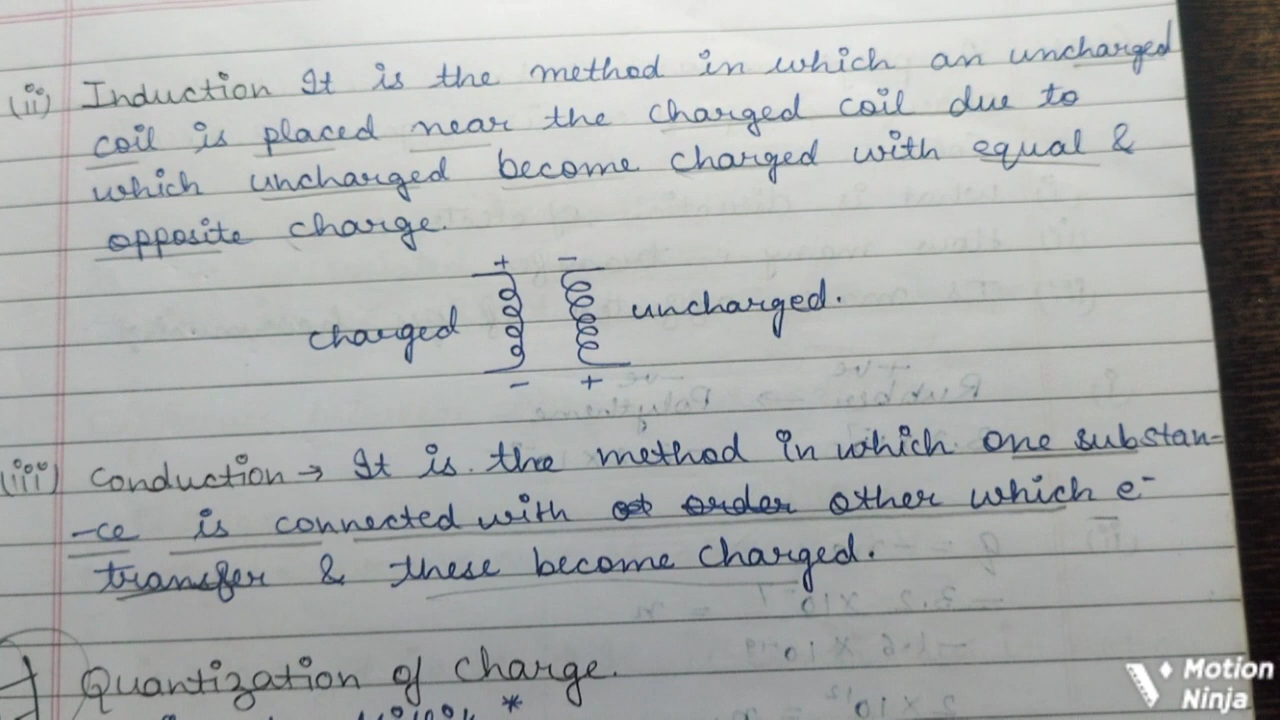 (ii) Induction It is the method in which an uncharged
coil is placed near the charged coil due to
which uncharged become charged with equal &
opposite charge.
+ -
charged uncharged.
- +
(iii) Conduction → It is the method in which one substan-
-ce is connected with other which e-
transfer & these become charged.
Quantization of charge.
*
Motion
Ninja